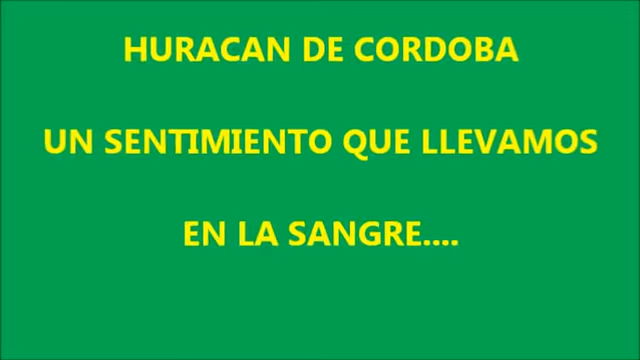 HURACAN DE CORDOBA
UN SENTIMIENTO QUE LLEVAMOS
EN LA SANGRE....